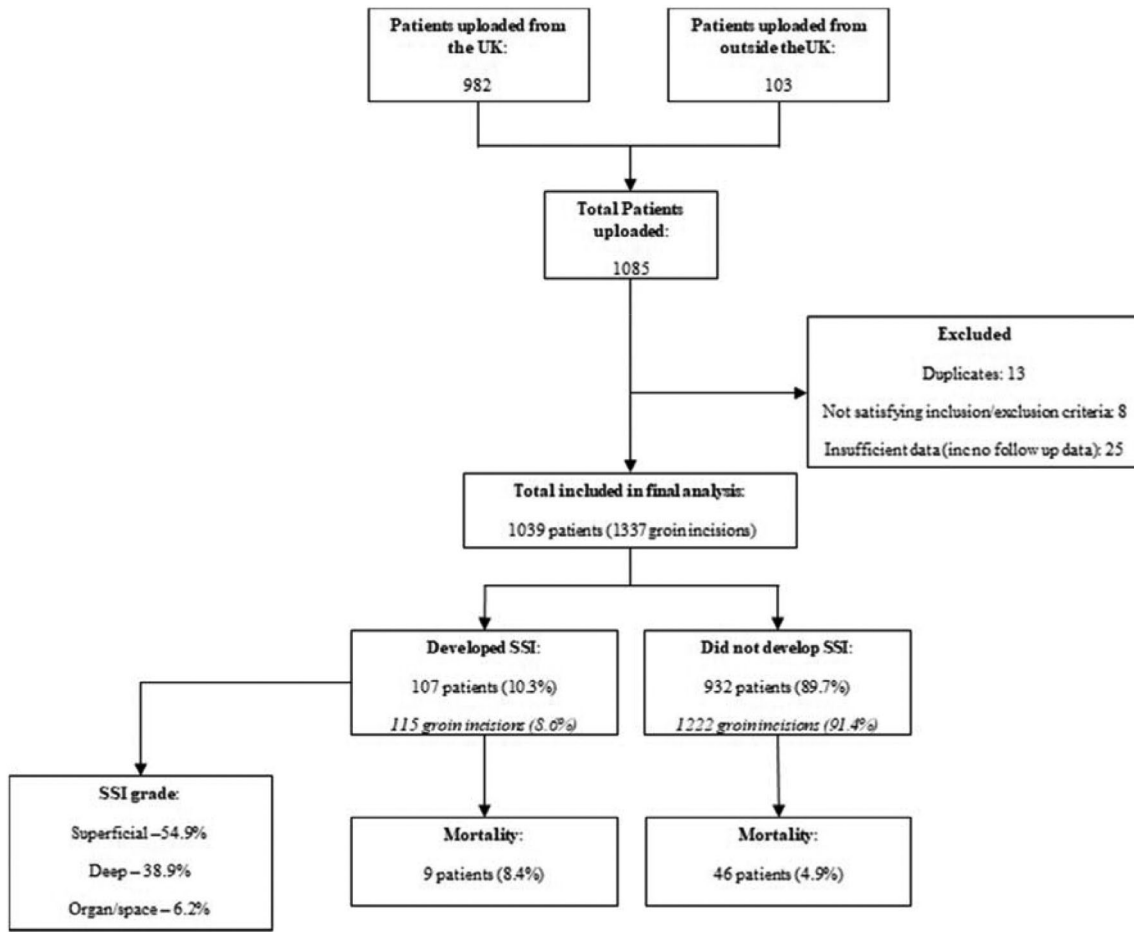 Patients uploaded from
the UK:
982
Patients uploaded from
outside theUK:
103
Total Patients
uploaded:
1085
Excluded
Duplicates: 13
Not satisfying inclusion/exclusion criteria: 8
Insufficient data (inc no follow up data): 25
Total included in final analysis:
1039 patients (1337 groin incisions)
Developed SSI:
107 patients (10.3%)
115 groin incisions (8.6%)
Did not develop SSI:
932 patients (89.7%)
1222 groin incisions (91.4%)
SSI grade:
Superficial – 54.9%
Deep – 38.9%
Organ/space – 6.2%
Mortality:
9 patients (8.4%)
Mortality:
46 patients (4.9%)